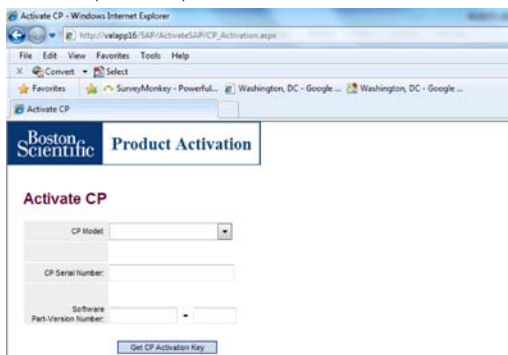 Activate CP - Windows Internet Explorer
http://valapp16/SAP/ActivateSAP/CP_Activation.aspx
File Edit View Favorites Tools Help
× Convert Select
Favorites SurveyMonkey - Powerful... Washington, DC - Google ... Washington, DC - Google ...
Activate CP
Boston Scientific
Product Activation
Activate CP
CP Model:
CP Serial Number:
Software
Part-Version Number: -
Get CP Activation Key